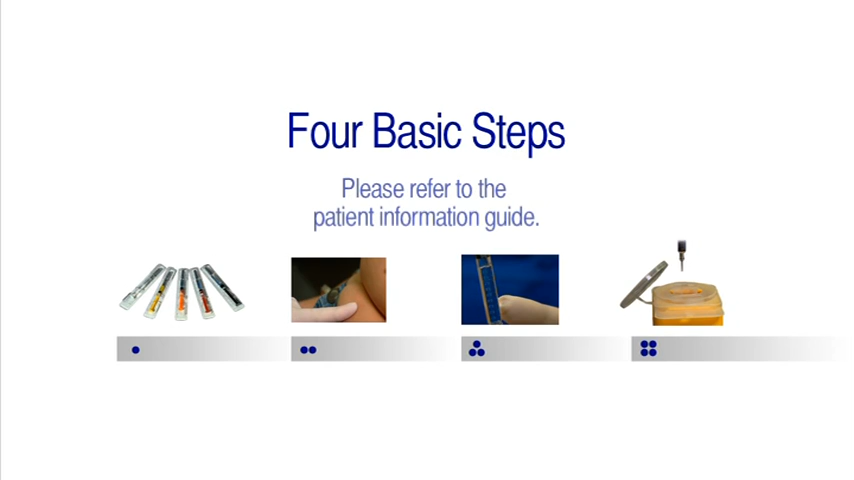 Four Basic Steps
Please refer to the
patient information guide.